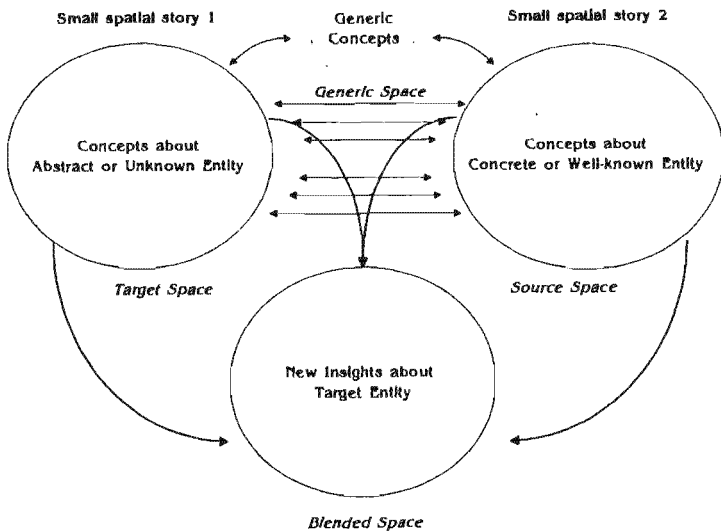 Small spatial story 1
Generic
Concepts
Small spatial story 2
Generic Space
Concepts about
Abstract or Unknown Entity
Concepts about
Concrete or Well-known Entity
Target Space
Source Space
New Insights about
Target Entity
Blended Space